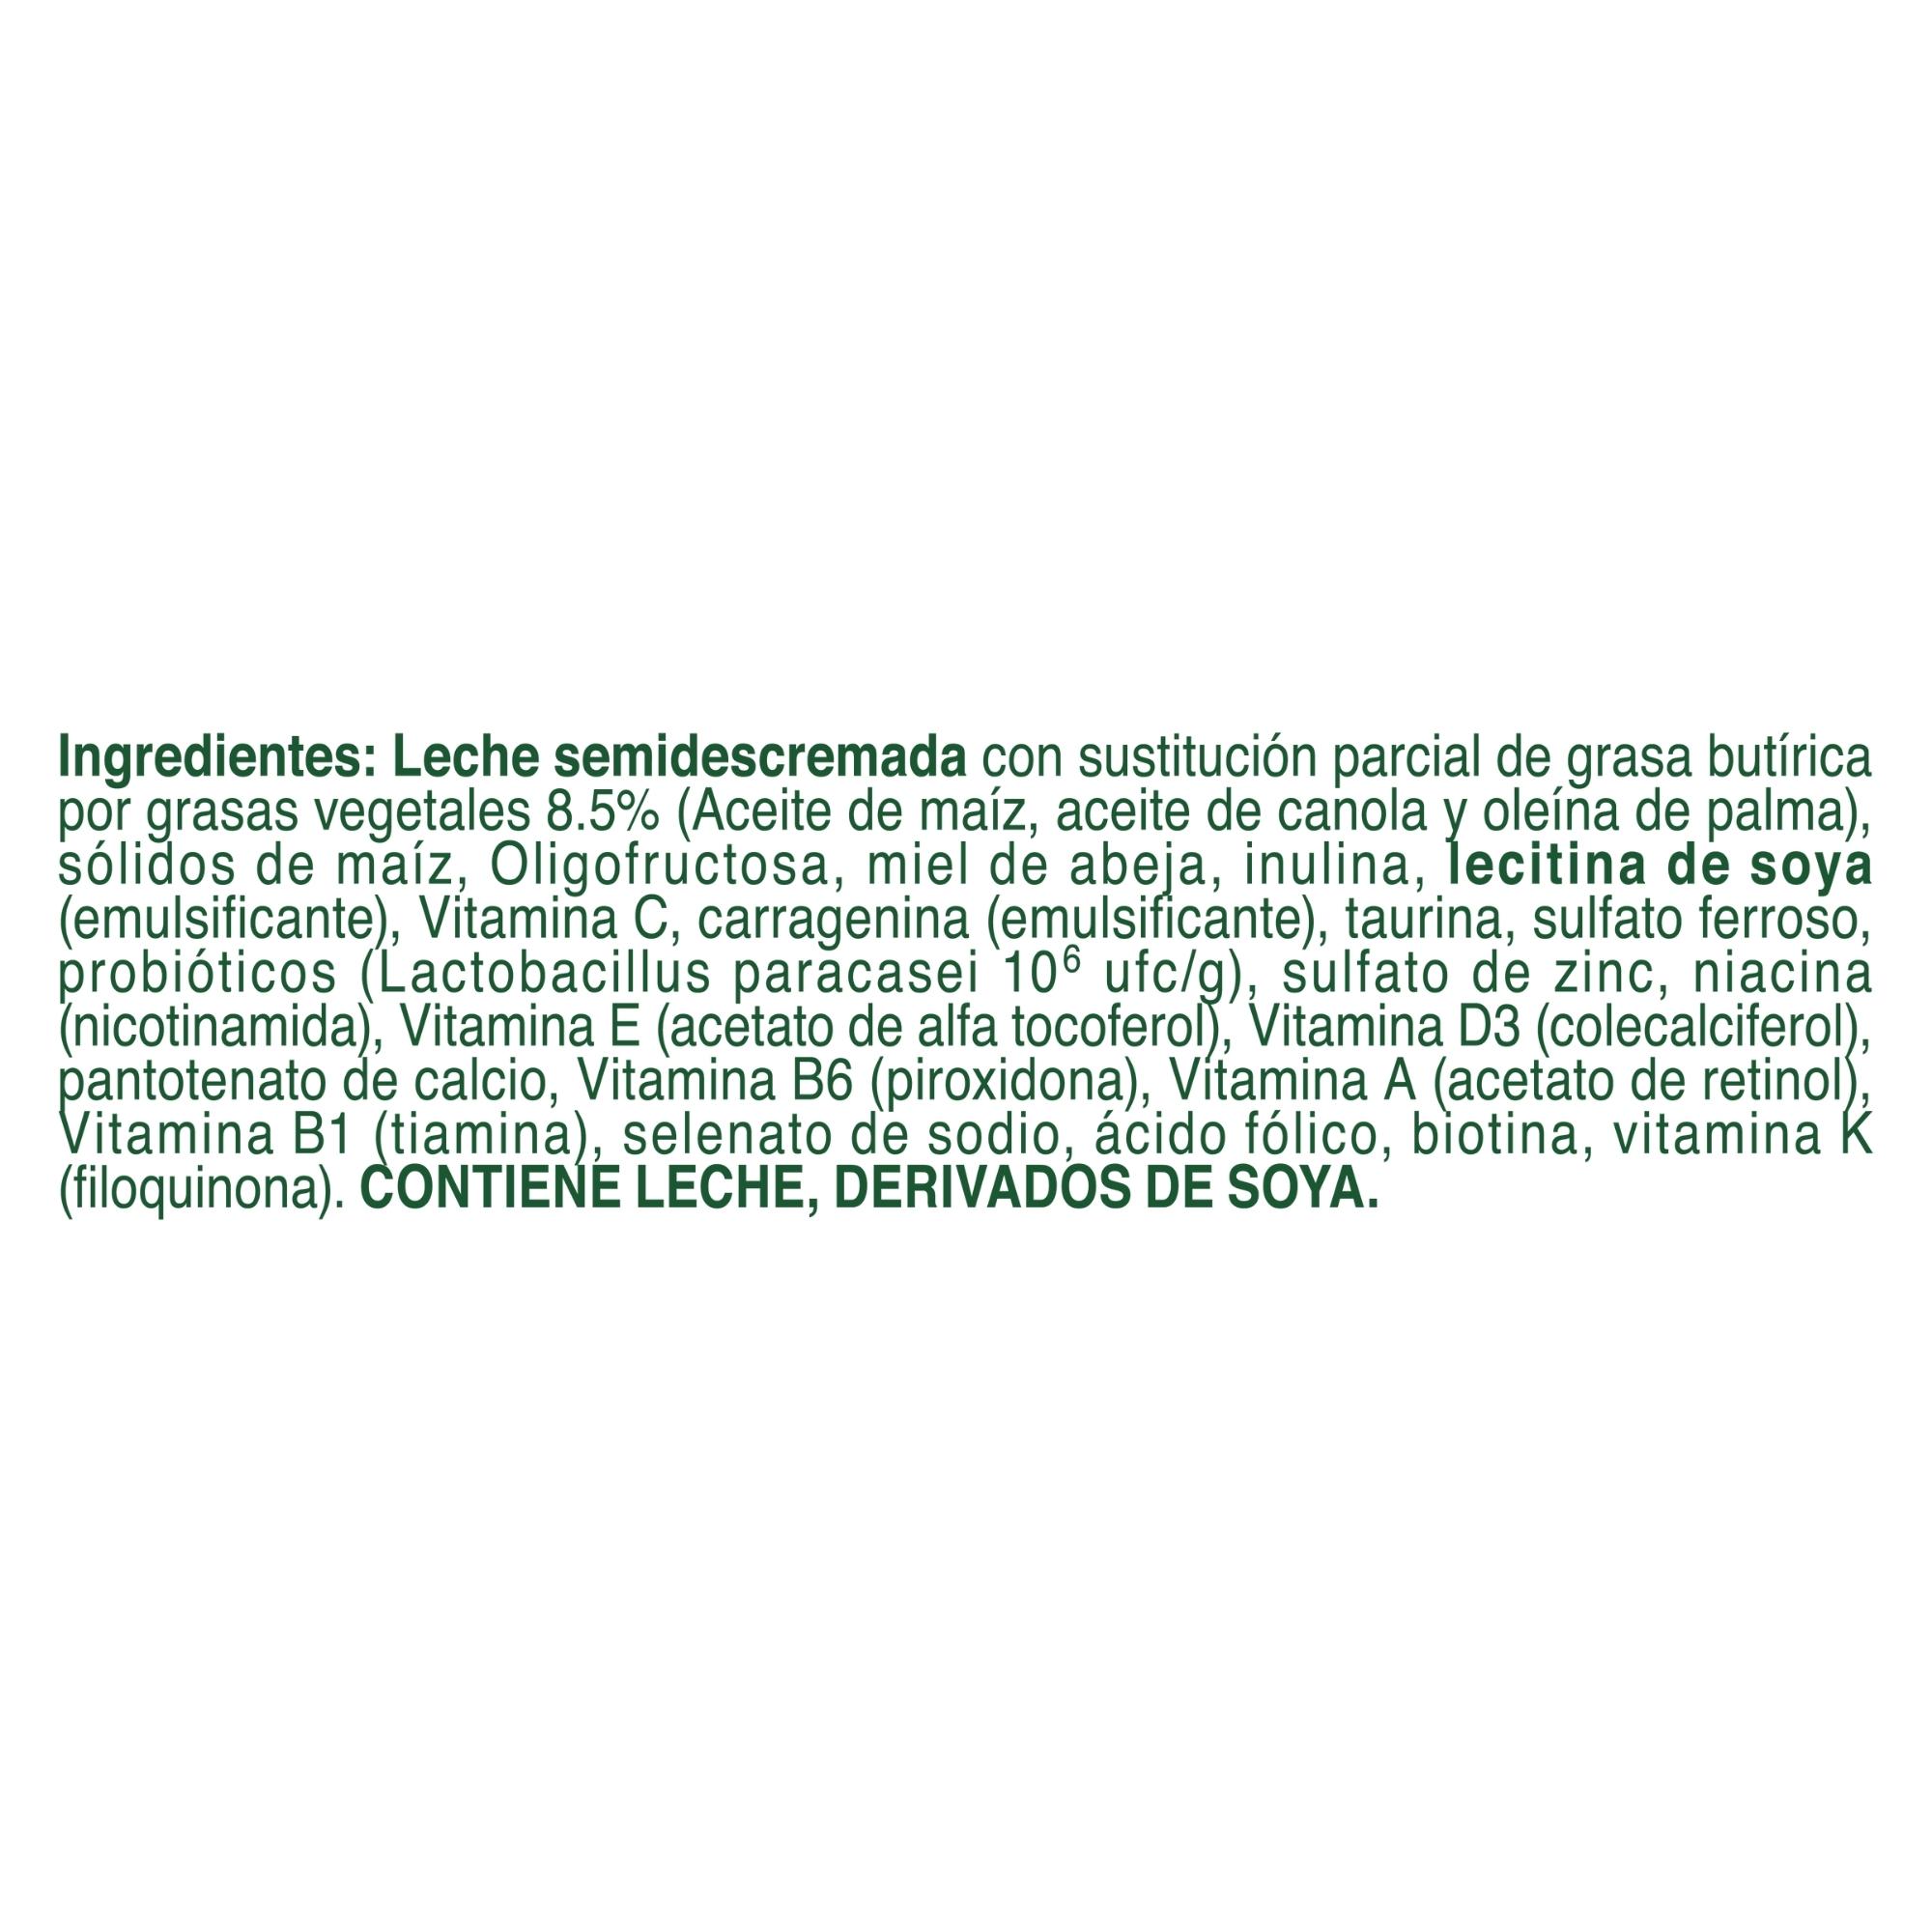 Ingredientes: Leche semidescremada con sustitución parcial de grasa butírica
por grasas vegetales 8.5% (Aceite de maíz, aceite de canola y oleína de palma),
sólidos de maíz, Oligofructosa, miel de abeja, inulina, lecitina de soya
(emulsificante), Vitamina C, carragenina (emulsificante), taurina, sulfato ferroso,
probióticos (Lactobacillus paracasei 10⁶ ufc/g), sulfato de zinc, niacina
(nicotinamida), Vitamina E (acetato de alfa tocoferol), Vitamina D3 (colecalciferol),
pantotenato de calcio, Vitamina B6 (piroxidona), Vitamina A (acetato de retinol),
Vitamina B1 (tiamina), selenato de sodio, ácido fólico, biotina, vitamina K
(filoquinona). CONTIENE LECHE, DERIVADOS DE SOYA.